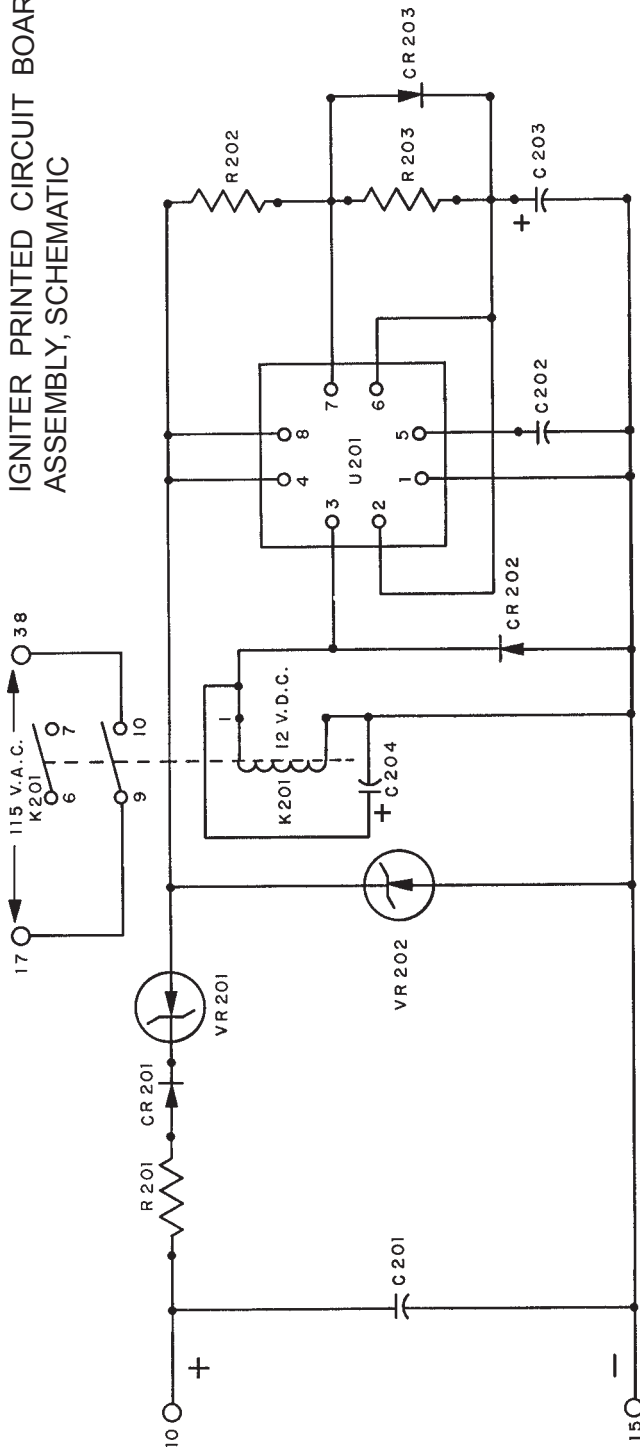 IGNITER PRINTED CIRCUIT BOAR
ASSEMBLY, SCHEMATIC
17
115 V.A.C.
38
K201
6
7
9
10
10
+
R201
CR201
VR201
C201
VR202
K201
1
12 V.D.C.
+
C204
CR202
U201
4
8
3
7
2
6
1
5
C202
R202
R203
CR203
+
C203
15
−